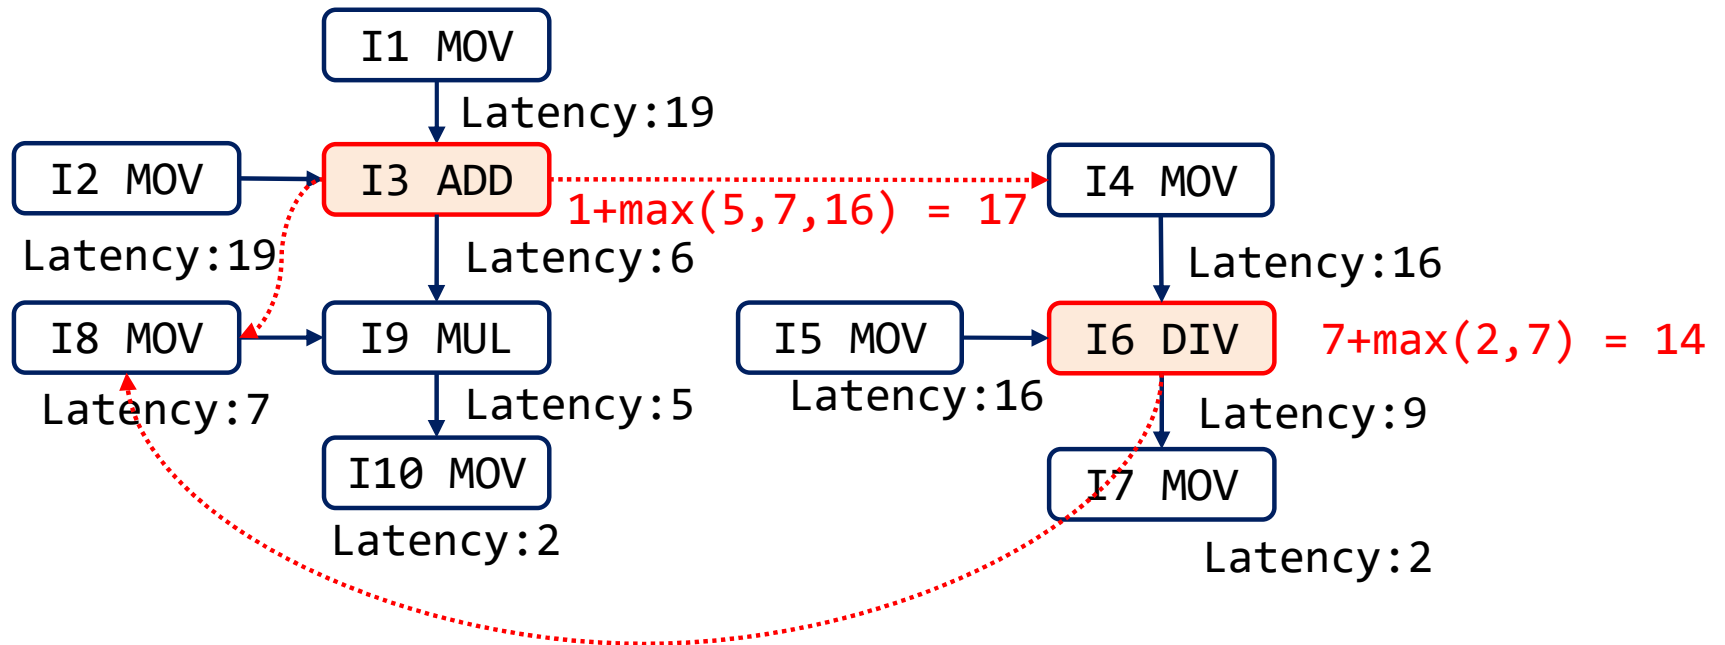 I1 MOV
Latency:19
I2 MOV
I3 ADD
I4 MOV
1+max(5,7,16) = 17
Latency:19
Latency:6
Latency:16
I8 MOV
I9 MUL
I5 MOV
I6 DIV
7+max(2,7) = 14
Latency:7
Latency:5
Latency:16
Latency:9
I10 MOV
I7 MOV
Latency:2
Latency:2